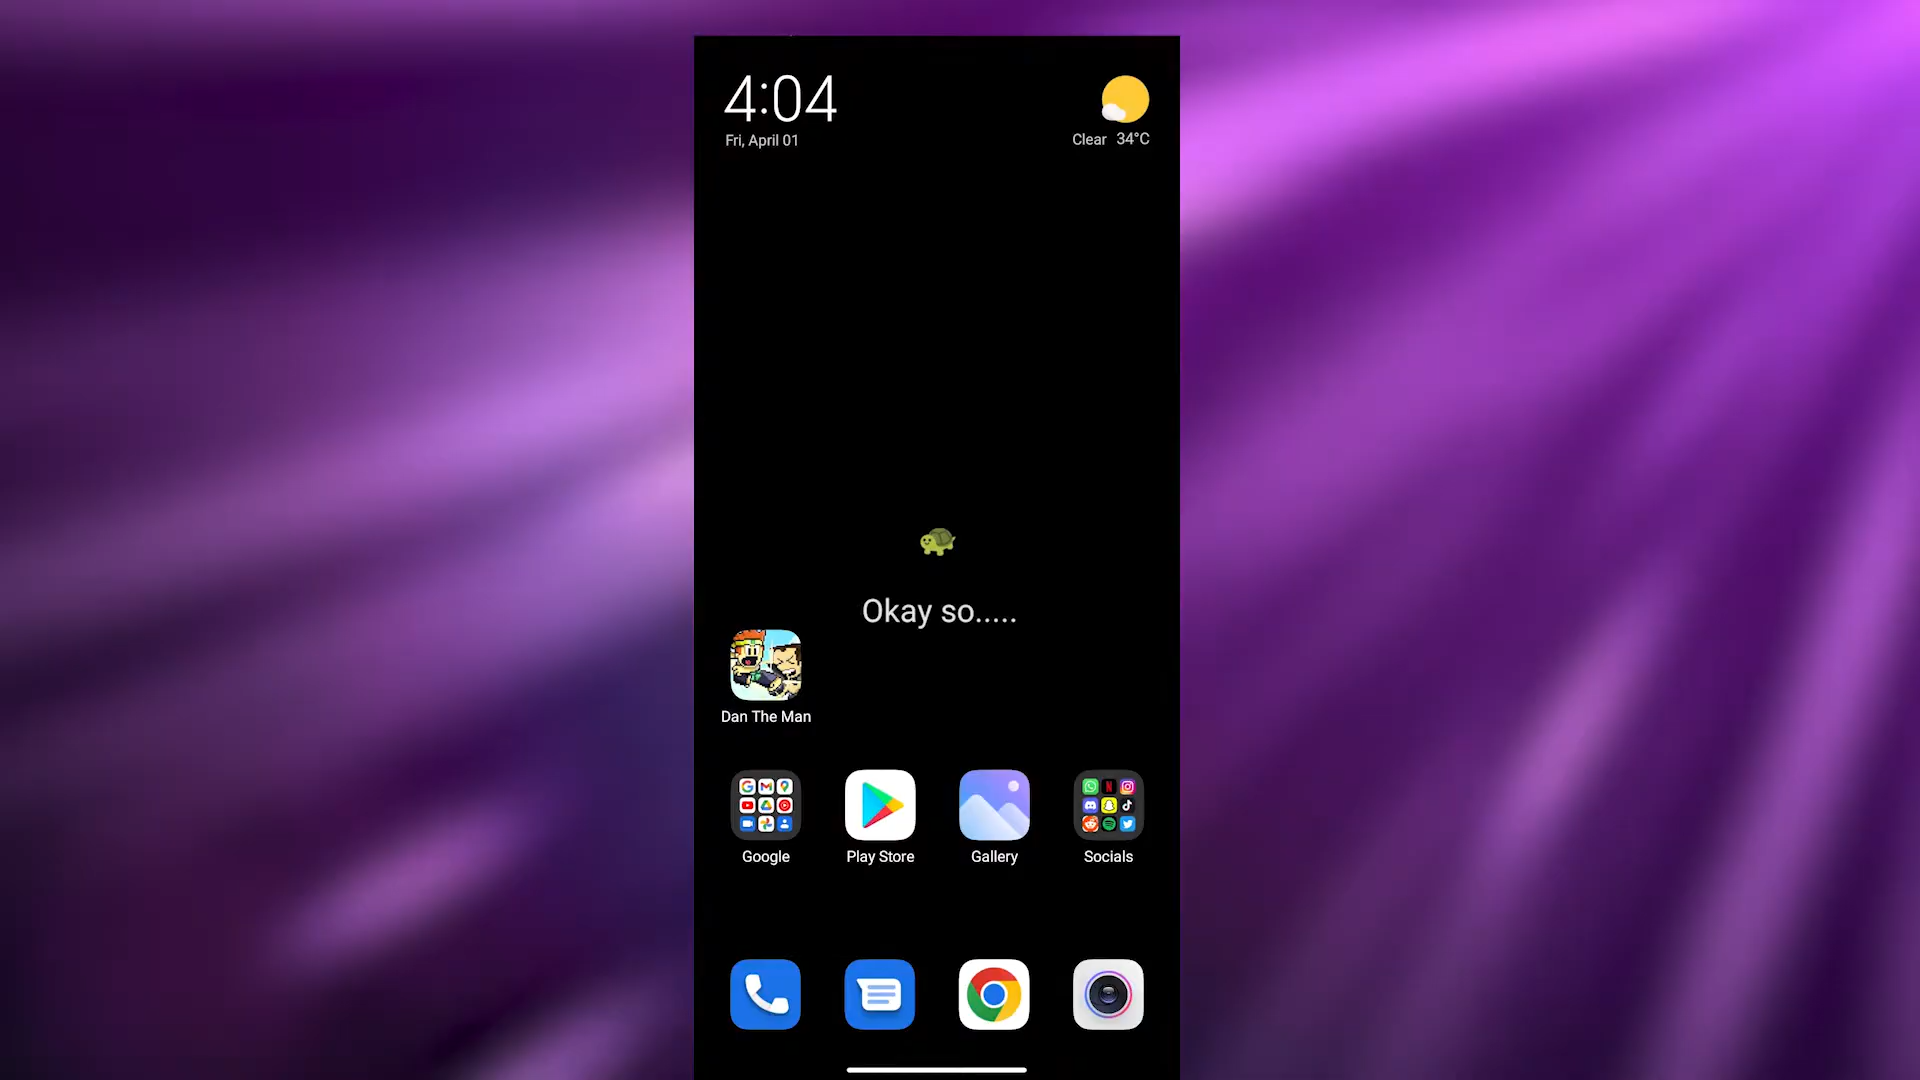 4:04
Fri, April 01
Clear 34°C
Okay so.....
Dan The Man
Google
Play Store
Gallery
Socials